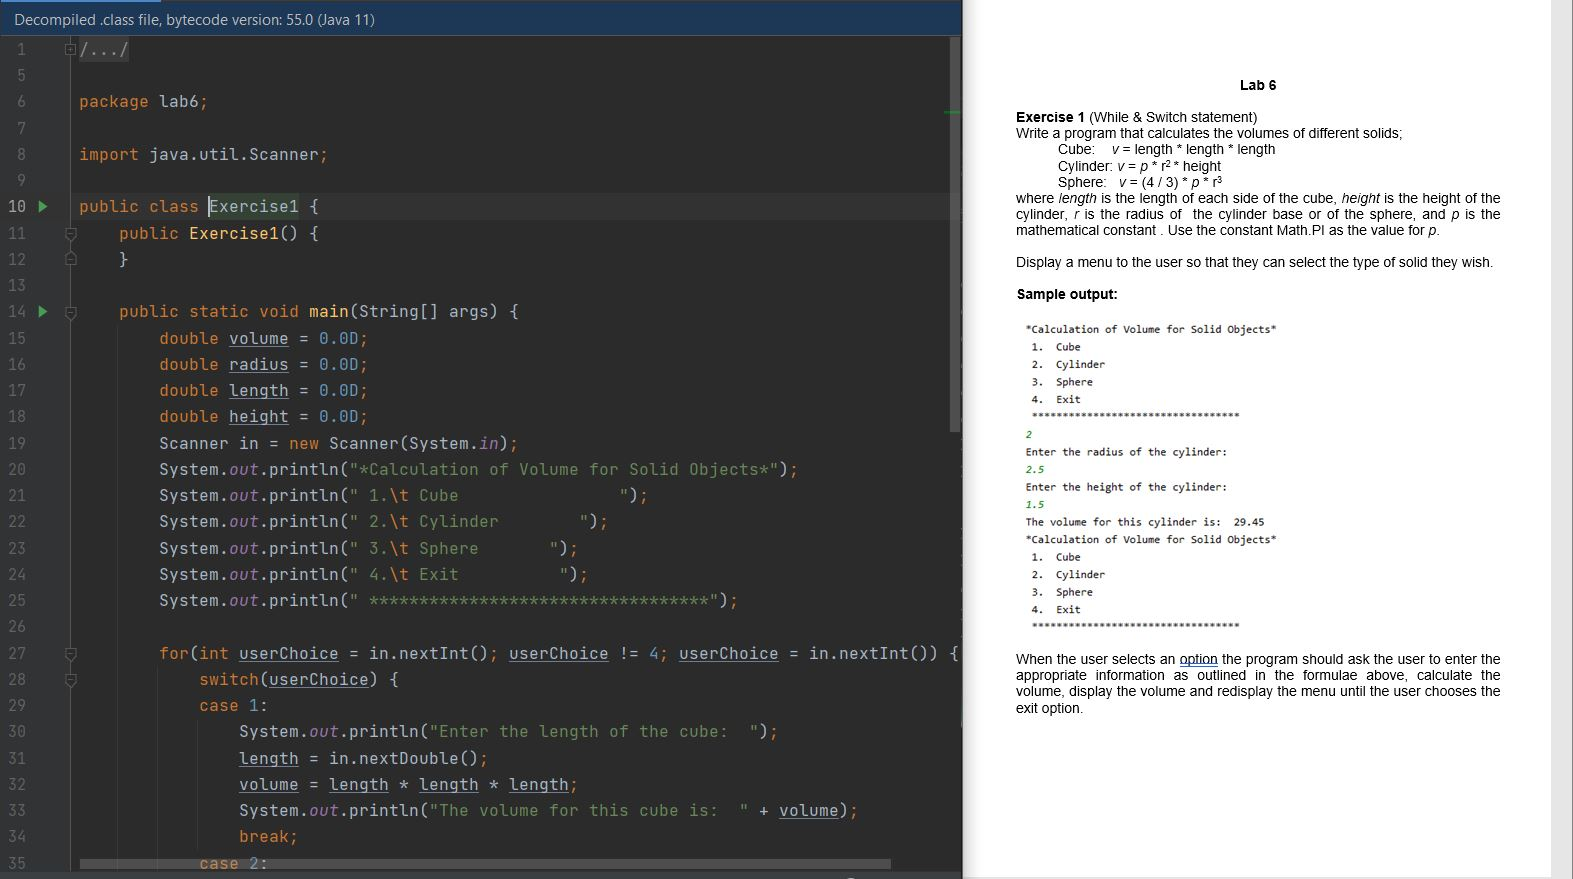 Decompiled .class file, bytecode version: 55.0 (Java 11)
1 /.../
5
6 package lab6;
7
8 import java.util.Scanner;
9
10 public class Exercise1 {
11 public Exercise1() {
12 }
13
14 public static void main(String[] args) {
15 double volume = 0.0D;
16 double radius = 0.0D;
17 double length = 0.0D;
18 double height = 0.0D;
19 Scanner in = new Scanner(System.in);
20 System.out.println("*Calculation of Volume for Solid Objects*");
21 System.out.println(" 1.\t Cube                ");
22 System.out.println(" 2.\t Cylinder        ");
23 System.out.println(" 3.\t Sphere       ");
24 System.out.println(" 4.\t Exit          ");
25 System.out.println(" **********************************");
26
27 for(int userChoice = in.nextInt(); userChoice != 4; userChoice = in.nextInt()) {
28 switch(userChoice) {
29 case 1:
30 System.out.println("Enter the length of the cube:  ");
31 length = in.nextDouble();
32 volume = length * length * length;
33 System.out.println("The volume for this cube is:  " + volume);
34 break;
35 case 2:
Lab 6
Exercise 1 (While & Switch statement)
Write a program that calculates the volumes of different solids;
Cube: v = length * length * length
Cylinder: v = p * r² * height
Sphere: v = (4 / 3) * p * r³
where length is the length of each side of the cube, height is the height of the
cylinder, r is the radius of the cylinder base or of the sphere, and p is the
mathematical constant . Use the constant Math.PI as the value for p.
Display a menu to the user so that they can select the type of solid they wish.
Sample output:
*Calculation of Volume for Solid Objects*
1. Cube
2. Cylinder
3. Sphere
4. Exit
**********************************
2
Enter the radius of the cylinder:
2.5
Enter the height of the cylinder:
1.5
The volume for this cylinder is: 29.45
*Calculation of Volume for Solid Objects*
1. Cube
2. Cylinder
3. Sphere
4. Exit
**********************************
When the user selects an option the program should ask the user to enter the
appropriate information as outlined in the formulae above, calculate the
volume, display the volume and redisplay the menu until the user chooses the
exit option.